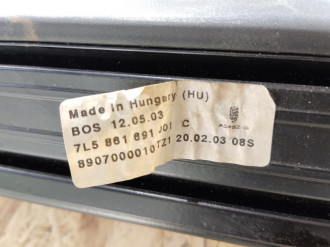 Made in Hungary (HU)
BOS 12.05.03
7L5 861 691 J01 C
8907000010TZ1 20.02.03 08S